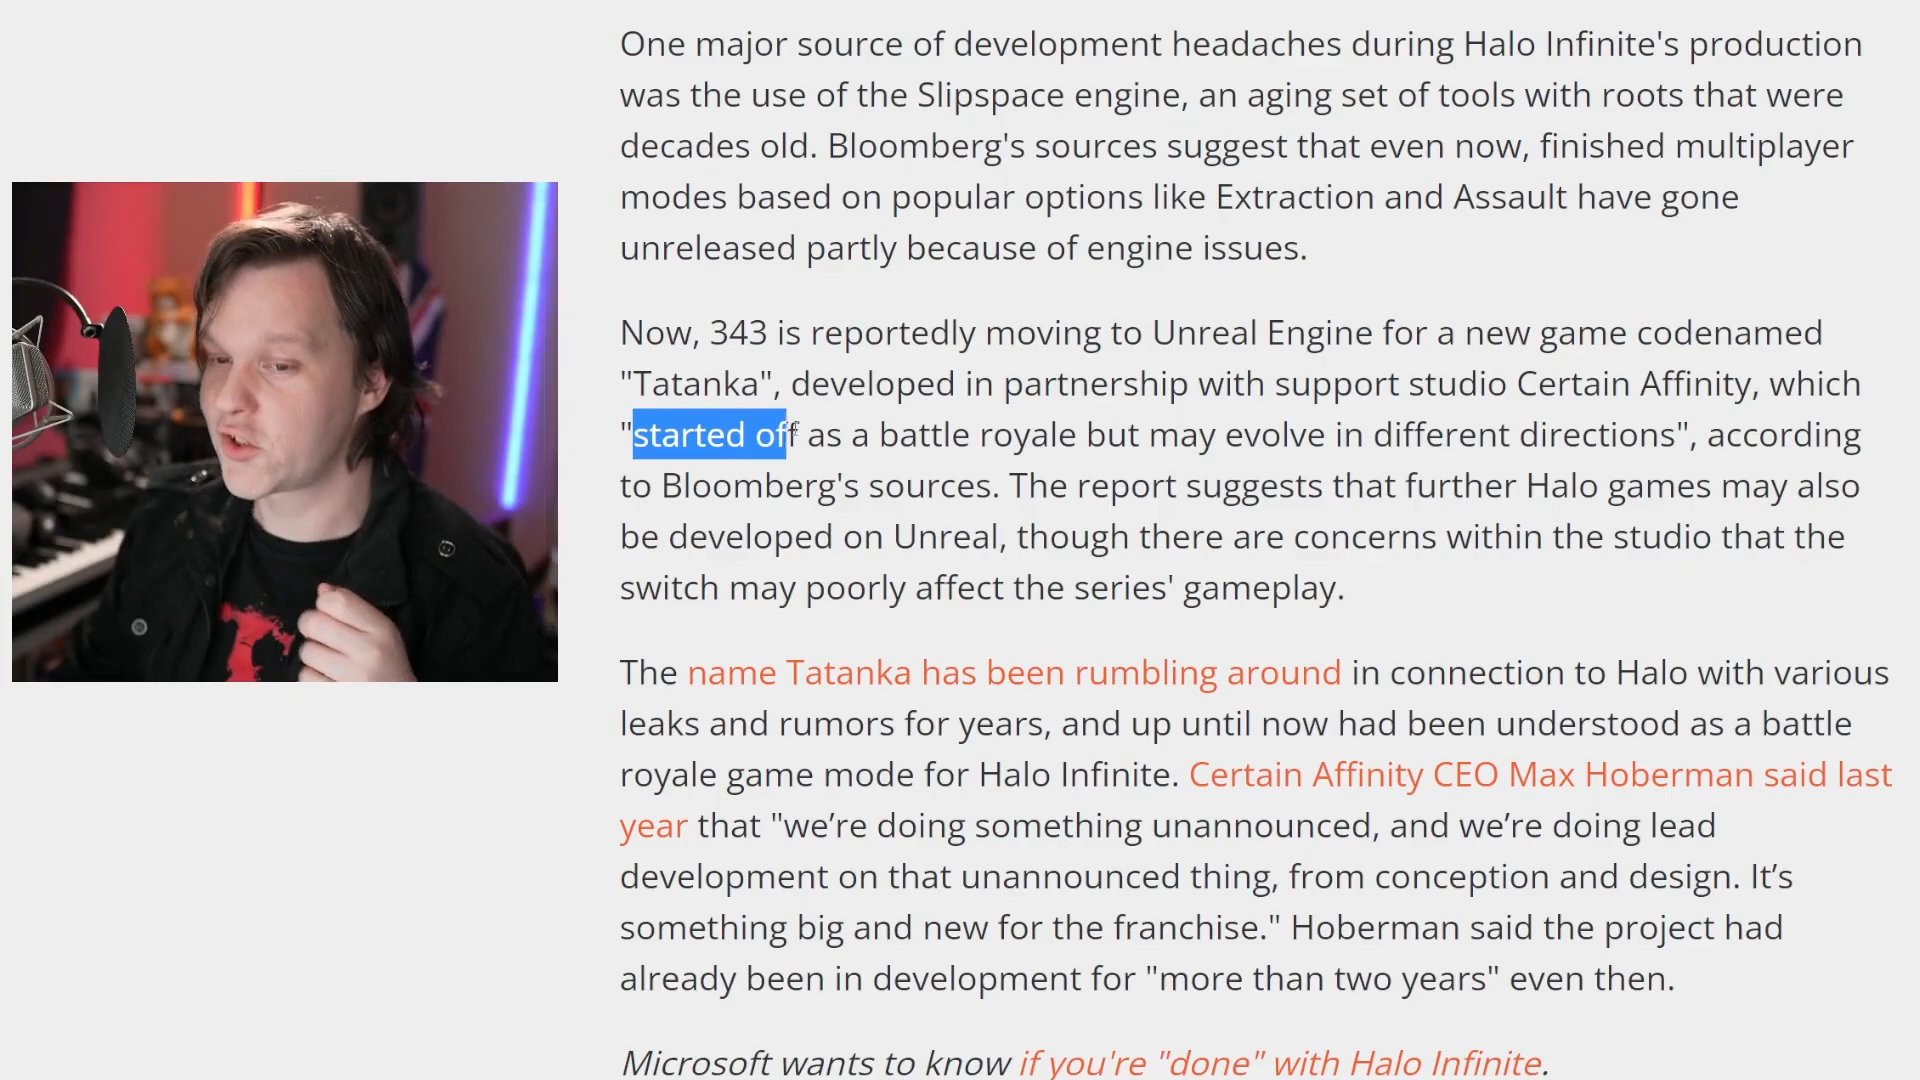 One major source of development headaches during Halo Infinite's production
was the use of the Slipspace engine, an aging set of tools with roots that were
decades old. Bloomberg's sources suggest that even now, finished multiplayer
modes based on popular options like Extraction and Assault have gone
unreleased partly because of engine issues.
Now, 343 is reportedly moving to Unreal Engine for a new game codenamed
"Tatanka", developed in partnership with support studio Certain Affinity, which
"started off as a battle royale but may evolve in different directions", according
to Bloomberg's sources. The report suggests that further Halo games may also
be developed on Unreal, though there are concerns within the studio that the
switch may poorly affect the series' gameplay.
The name Tatanka has been rumbling around in connection to Halo with various
leaks and rumors for years, and up until now had been understood as a battle
royale game mode for Halo Infinite. Certain Affinity CEO Max Hoberman said last
year that "we’re doing something unannounced, and we’re doing lead
development on that unannounced thing, from conception and design. It’s
something big and new for the franchise." Hoberman said the project had
already been in development for "more than two years" even then.
Microsoft wants to know if you're "done" with Halo Infinite.